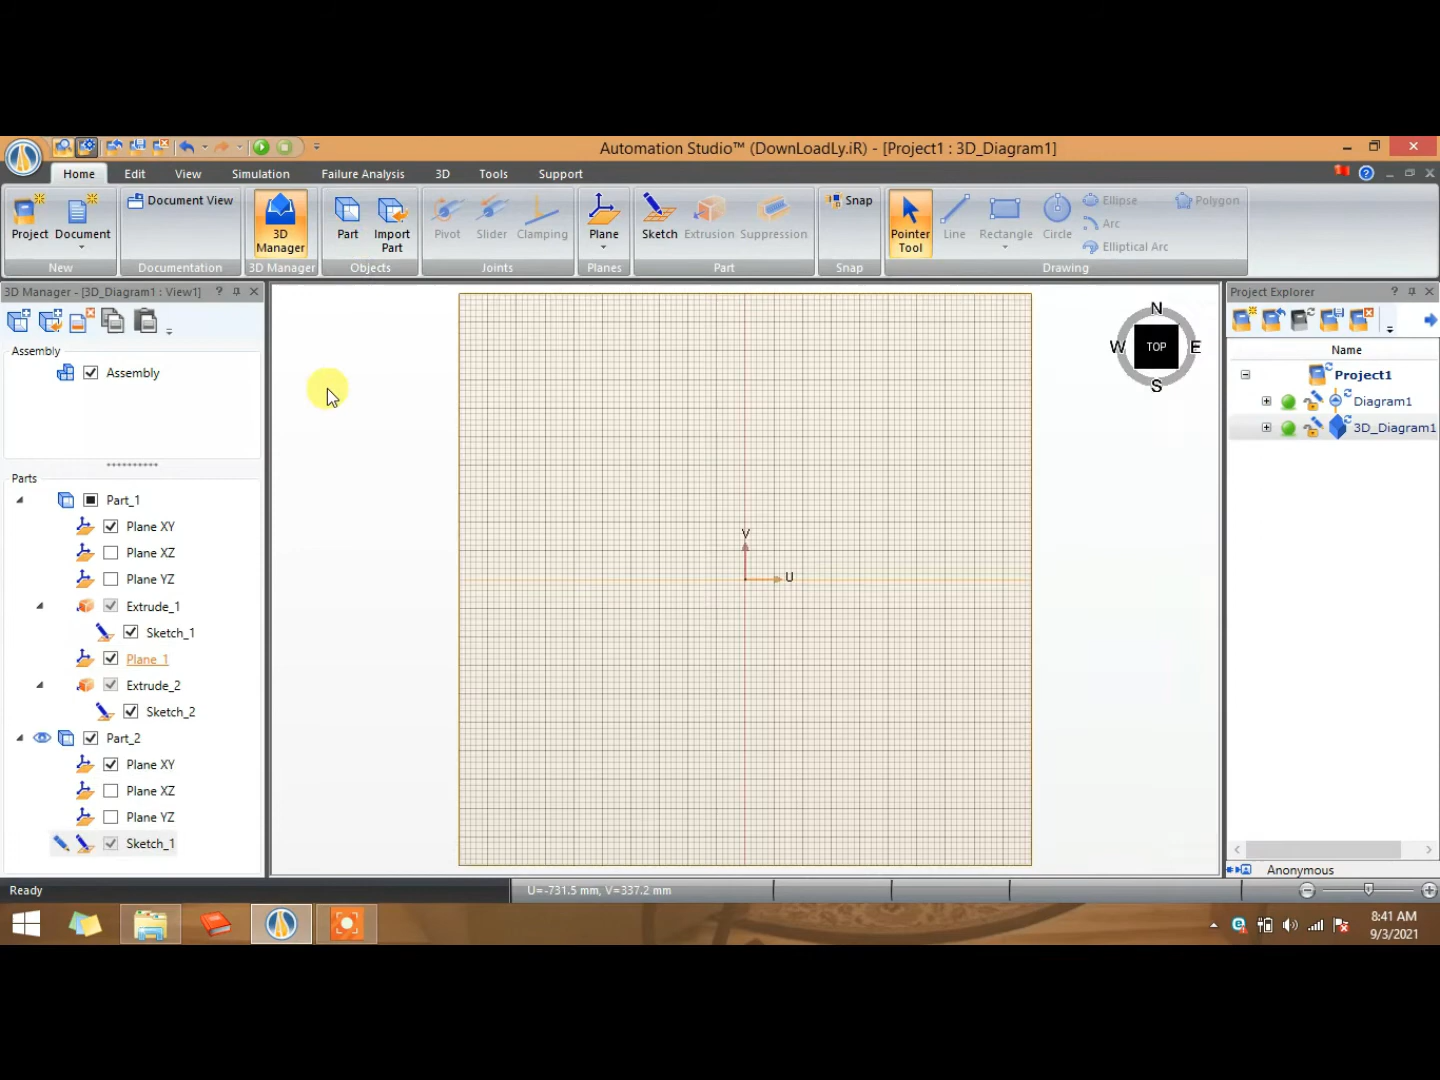 Automation Studio™ (DownLoadLy.iR) - [Project1 : 3D_Diagram1]
Home Edit View Simulation Failure Analysis 3D Tools Support
Project Document Document View 3D Manager Part Import Part Pivot Slider Clamping Plane Sketch Extrusion Suppression Snap Pointer Tool Line Rectangle Circle Ellipse Polygon
Arc
Elliptical Arc
New Documentation 3D Manager Objects Joints Planes Part Snap Drawing
3D Manager - [3D_Diagram1 : View1] ?
Assembly
Assembly
Parts
Part_1
Plane XY
Plane XZ
Plane YZ
Extrude_1
Sketch_1
Plane_1
Extrude_2
Sketch_2
Part_2
Plane XY
Plane XZ
Plane YZ
Sketch_1
V
U
N
W TOP E
S
Project Explorer ?
Name
Project1
Diagram1
3D_Diagram1
Anonymous
Ready U=-731.5 mm, V=337.2 mm
8:41 AM
9/3/2021